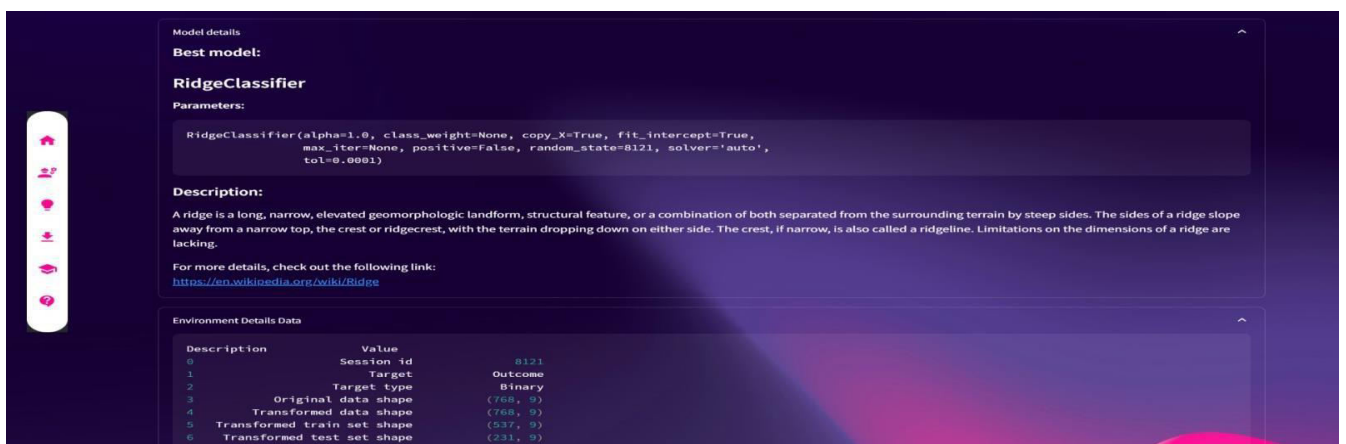 Model details
Best model:
RidgeClassifier
Parameters:
RidgeClassifier(alpha=1.0, class_weight=None, copy_X=True, fit_intercept=True,
max_iter=None, positive=False, random_state=8121, solver='auto',
tol=0.0001)
Description:
A ridge is a long, narrow, elevated geomorphologic landform, structural feature, or a combination of both separated from the surrounding terrain by steep sides. The sides of a ridge slope
away from a narrow top, the crest or ridgecrest, with the terrain dropping down on either side. The crest, if narrow, is also called a ridgeline. Limitations on the dimensions of a ridge are
lacking.
For more details, check out the following link:
https://en.wikipedia.org/wiki/Ridge
Environment Details Data
Description Value
0 Session id 8121
1 Target Outcome
2 Target type Binary
3 Original data shape (768, 9)
4 Transformed data shape (768, 9)
5 Transformed train set shape (537, 9)
6 Transformed test set shape (231, 9)